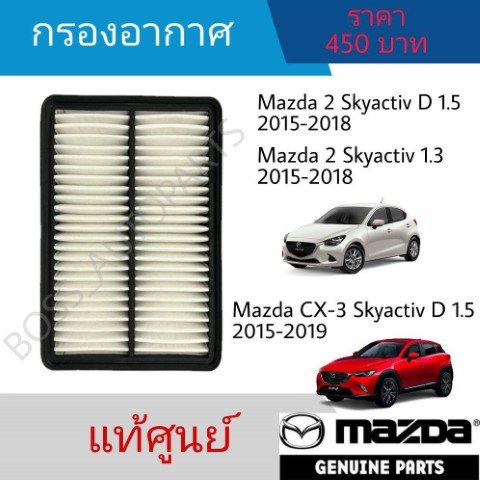 กรองอากาศ
ราคา
450 บาท
Mazda 2 Skyactiv D 1.5
2015-2018
Mazda 2 Skyactiv 1.3
2015-2018
Mazda CX-3 Skyactiv D 1.5
2015-2019
BOSS_AUTOPARTS
แท้ศูนย์
mazda
GENUINE PARTS